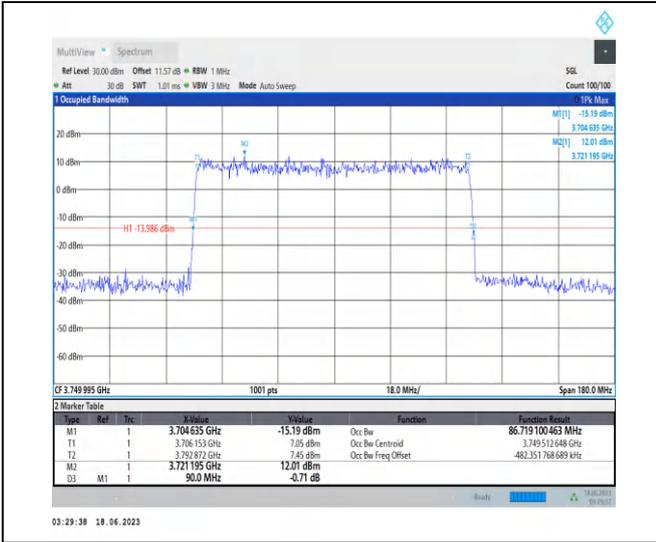 MultiView Spectrum
Ref Level 30.00 dBm Offset 11.57 dB RBW 1 MHz SGL
Att 30 dB SWT 1.01 ms VBW 3 MHz Mode Auto Sweep Count 100/100
1 Occupied Bandwidth 1Pk Max
M1[1] -15.19 dBm
3.704 635 GHz
M2[1] 12.01 dBm
3.721 195 GHz
20 dBm
M2
T1 T2
10 dBm
0 dBm
-10 dBm
H1 -13.986 dBm
-20 dBm
-30 dBm
-40 dBm
-50 dBm
-60 dBm
CF 3.749 995 GHz 1001 pts 18.0 MHz/ Span 180.0 MHz
2 Marker Table
Type Ref Trc X-Value Y-Value Function Function Result
M1 1 3.704 635 GHz -15.19 dBm Occ Bw 86.719 100 463 MHz
T1 1 3.706 153 GHz 7.05 dBm Occ Bw Centroid 3.749 512 648 GHz
T2 1 3.792 872 GHz 7.45 dBm Occ Bw Freq Offset -482.351 768 689 kHz
M2 1 3.721 195 GHz 12.01 dBm
D3 M1 1 90.0 MHz -0.71 dB
Ready
03:29:38 18.06.2023